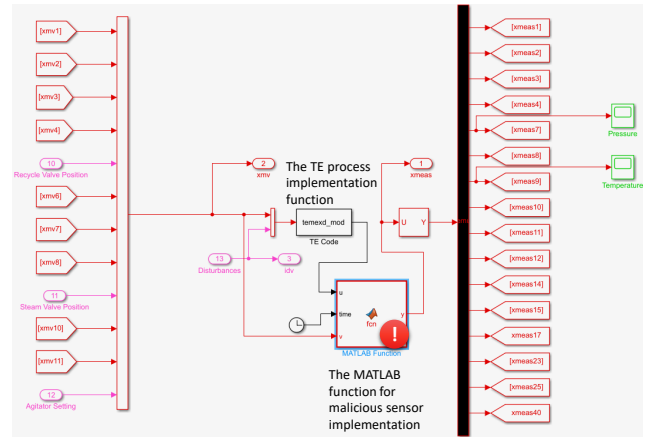 [xmv1]
[xmv2]
[xmv3]
[xmv4]
10
Recycle Valve Position
[xmv6]
[xmv7]
[xmv8]
11
Steam Valve Position
[xmv10]
[xmv11]
12
Agitator Setting
2
xmv
The TE process
implementation
function
temexd_mod
TE Code
13
Disturbances
3
idv
u
time
v
fcn
y
MATLAB Function
The MATLAB
function for
malicious sensor
implementation
1
xmeas
U
Y
[xmeas1]
[xmeas2]
[xmeas3]
[xmeas4]
[xmeas7]
[xmeas8]
[xmeas9]
[xmeas10]
[xmeas11]
[xmeas12]
[xmeas14]
[xmeas15]
xmeas17
[xmeas23]
[xmeas25]
xmeas40
Pressure
Temperature